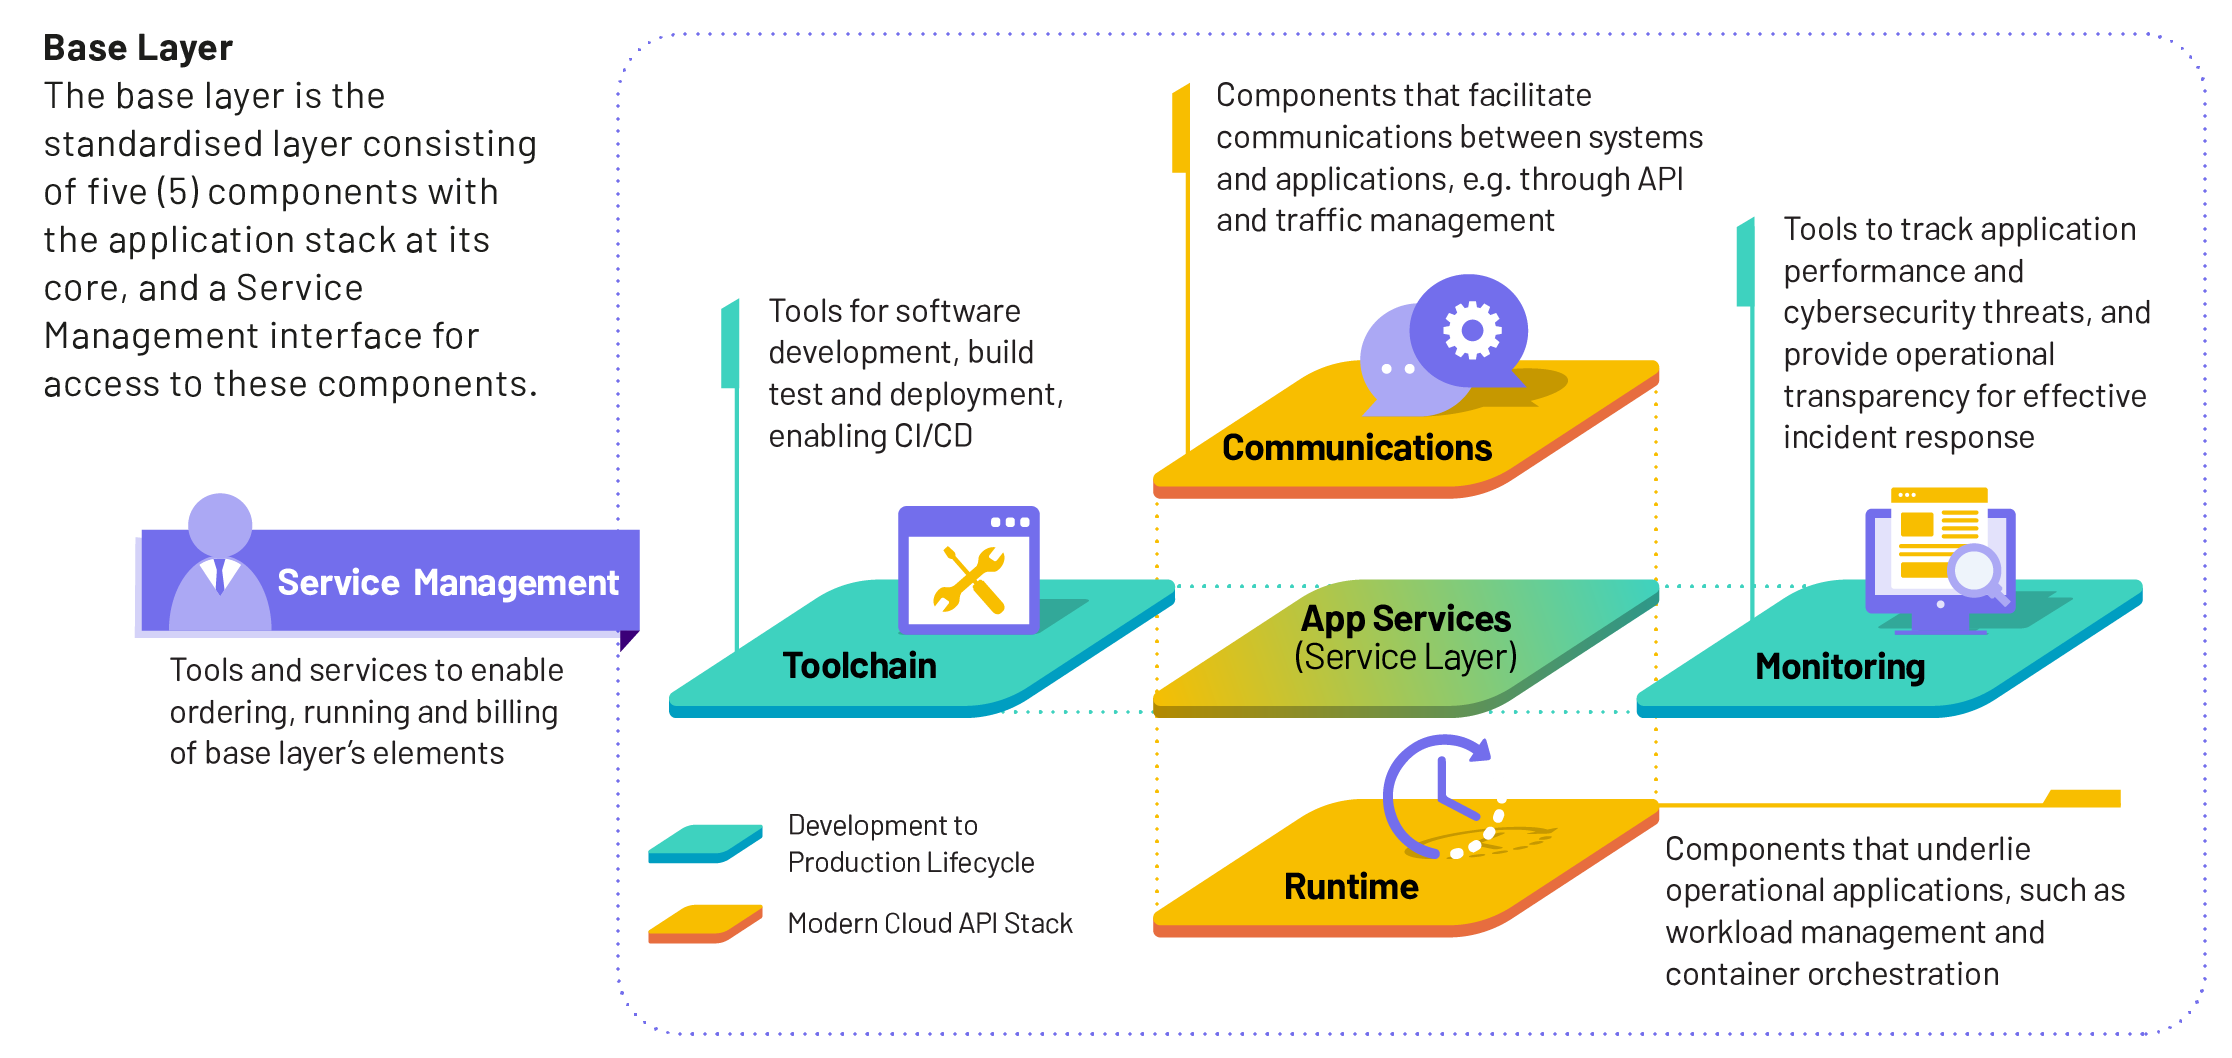 Base Layer
The base layer is the
standardised layer consisting
of five (5) components with
the application stack at its
core, and a Service
Management interface for
access to these components.
Service Management
Tools and services to enable
ordering, running and billing
of base layer's elements
Components that facilitate
communications between systems
and applications, e.g. through API
and traffic management
Communications
Tools for software
development, build
test and deployment,
enabling CI/CD
Toolchain
App Services
(Service Layer)
Tools to track application
performance and
cybersecurity threats, and
provide operational
transparency for effective
incident response
Monitoring
Runtime
Components that underlie
operational applications, such as
workload management and
container orchestration
Development to
Production Lifecycle
Modern Cloud API Stack